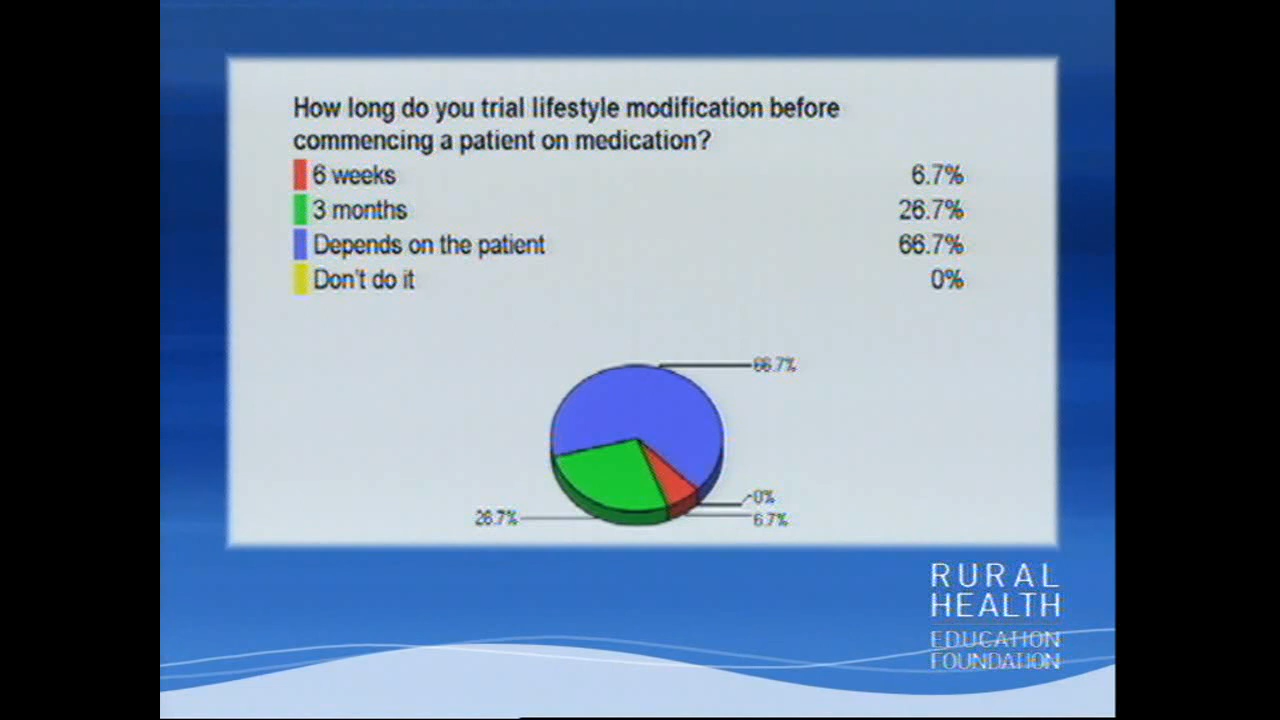 How long do you trial lifestyle modification before
commencing a patient on medication?
6 weeks 6.7%
3 months 26.7%
Depends on the patient 66.7%
Don't do it 0%
66.7%
0%
26.7%
6.7%
RURAL
HEALTH
EDUCATION
FOUNDATION